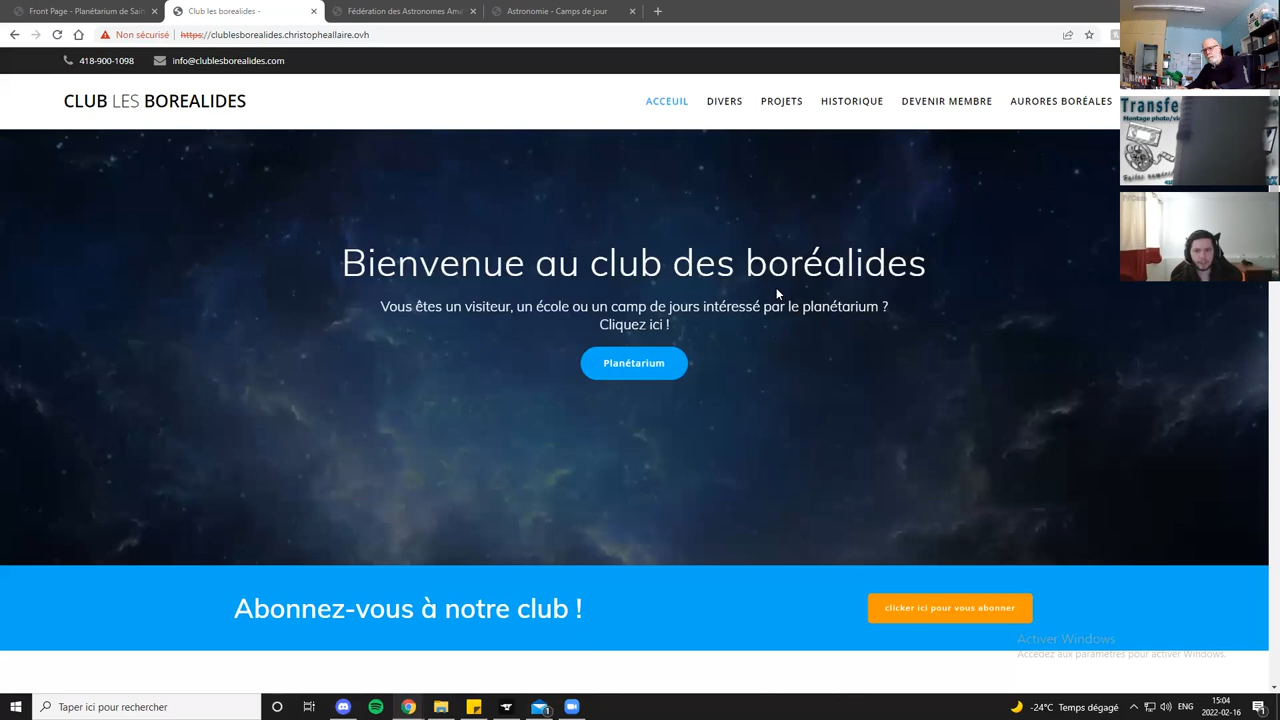 Front Page - Planétarium de Sain
Club les borealides -
Fédération des Astronomes Ama
Astronomie - Camps de jour
Non sécurisé
https://clublesborealides.christopheallaire.ovh
418-900-1098
info@clublesborealides.com
CLUB LES BOREALIDES
ACCEUIL
DIVERS
PROJETS
HISTORIQUE
DEVENIR MEMBRE
AURORES BORÉALES
Transfe
Montage photo/vi
Bienvenue au club des boréalides
Vous êtes un visiteur, un école ou un camp de jours intéressé par le planétarium ?
Cliquez ici !
Planétarium
Abonnez-vous à notre club !
clicker ici pour vous abonner
Activer Windows
Accédez aux paramètres pour activer Windows.
Taper ici pour rechercher
-24°C Temps dégagé
ENG
15:04
2022-02-16